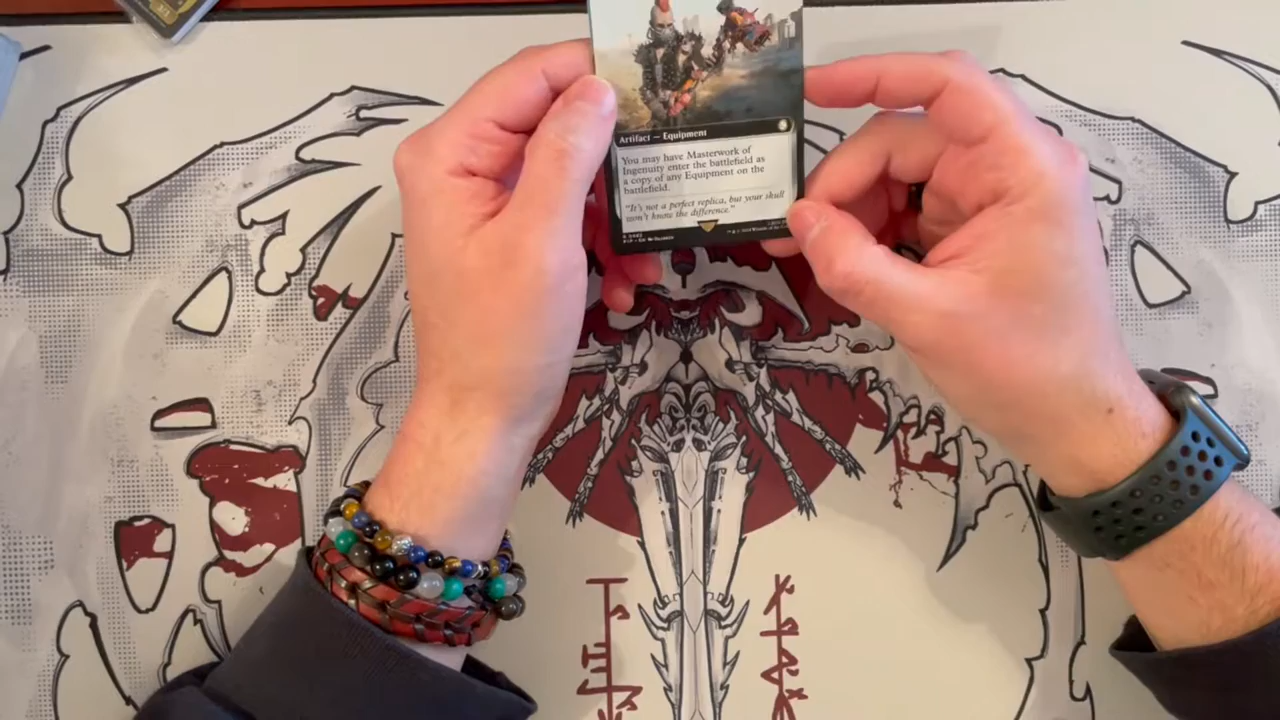 Artifact — Equipment
You may have Masterwork of
Ingenuity enter the battlefield as
a copy of any Equipment on the
battlefield.
"It's not a perfect replica, but your skull
won't know the difference."